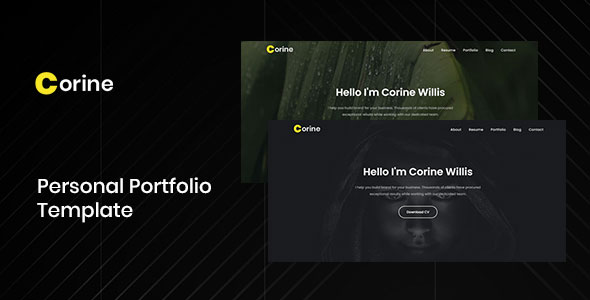 Corine
Personal Portfolio
Template
Corine
About Resume Portfolio Blog Contact
Hello I'm Corine Willis
I help you build brand for your business. Thousands of clients have procured
exceptional results while working with our dedicated team.
Corine
About Resume Portfolio Blog Contact
Hello I'm Corine Willis
I help you build brand for your business. Thousands of clients have procured
exceptional results while working with our dedicated team.
Download CV